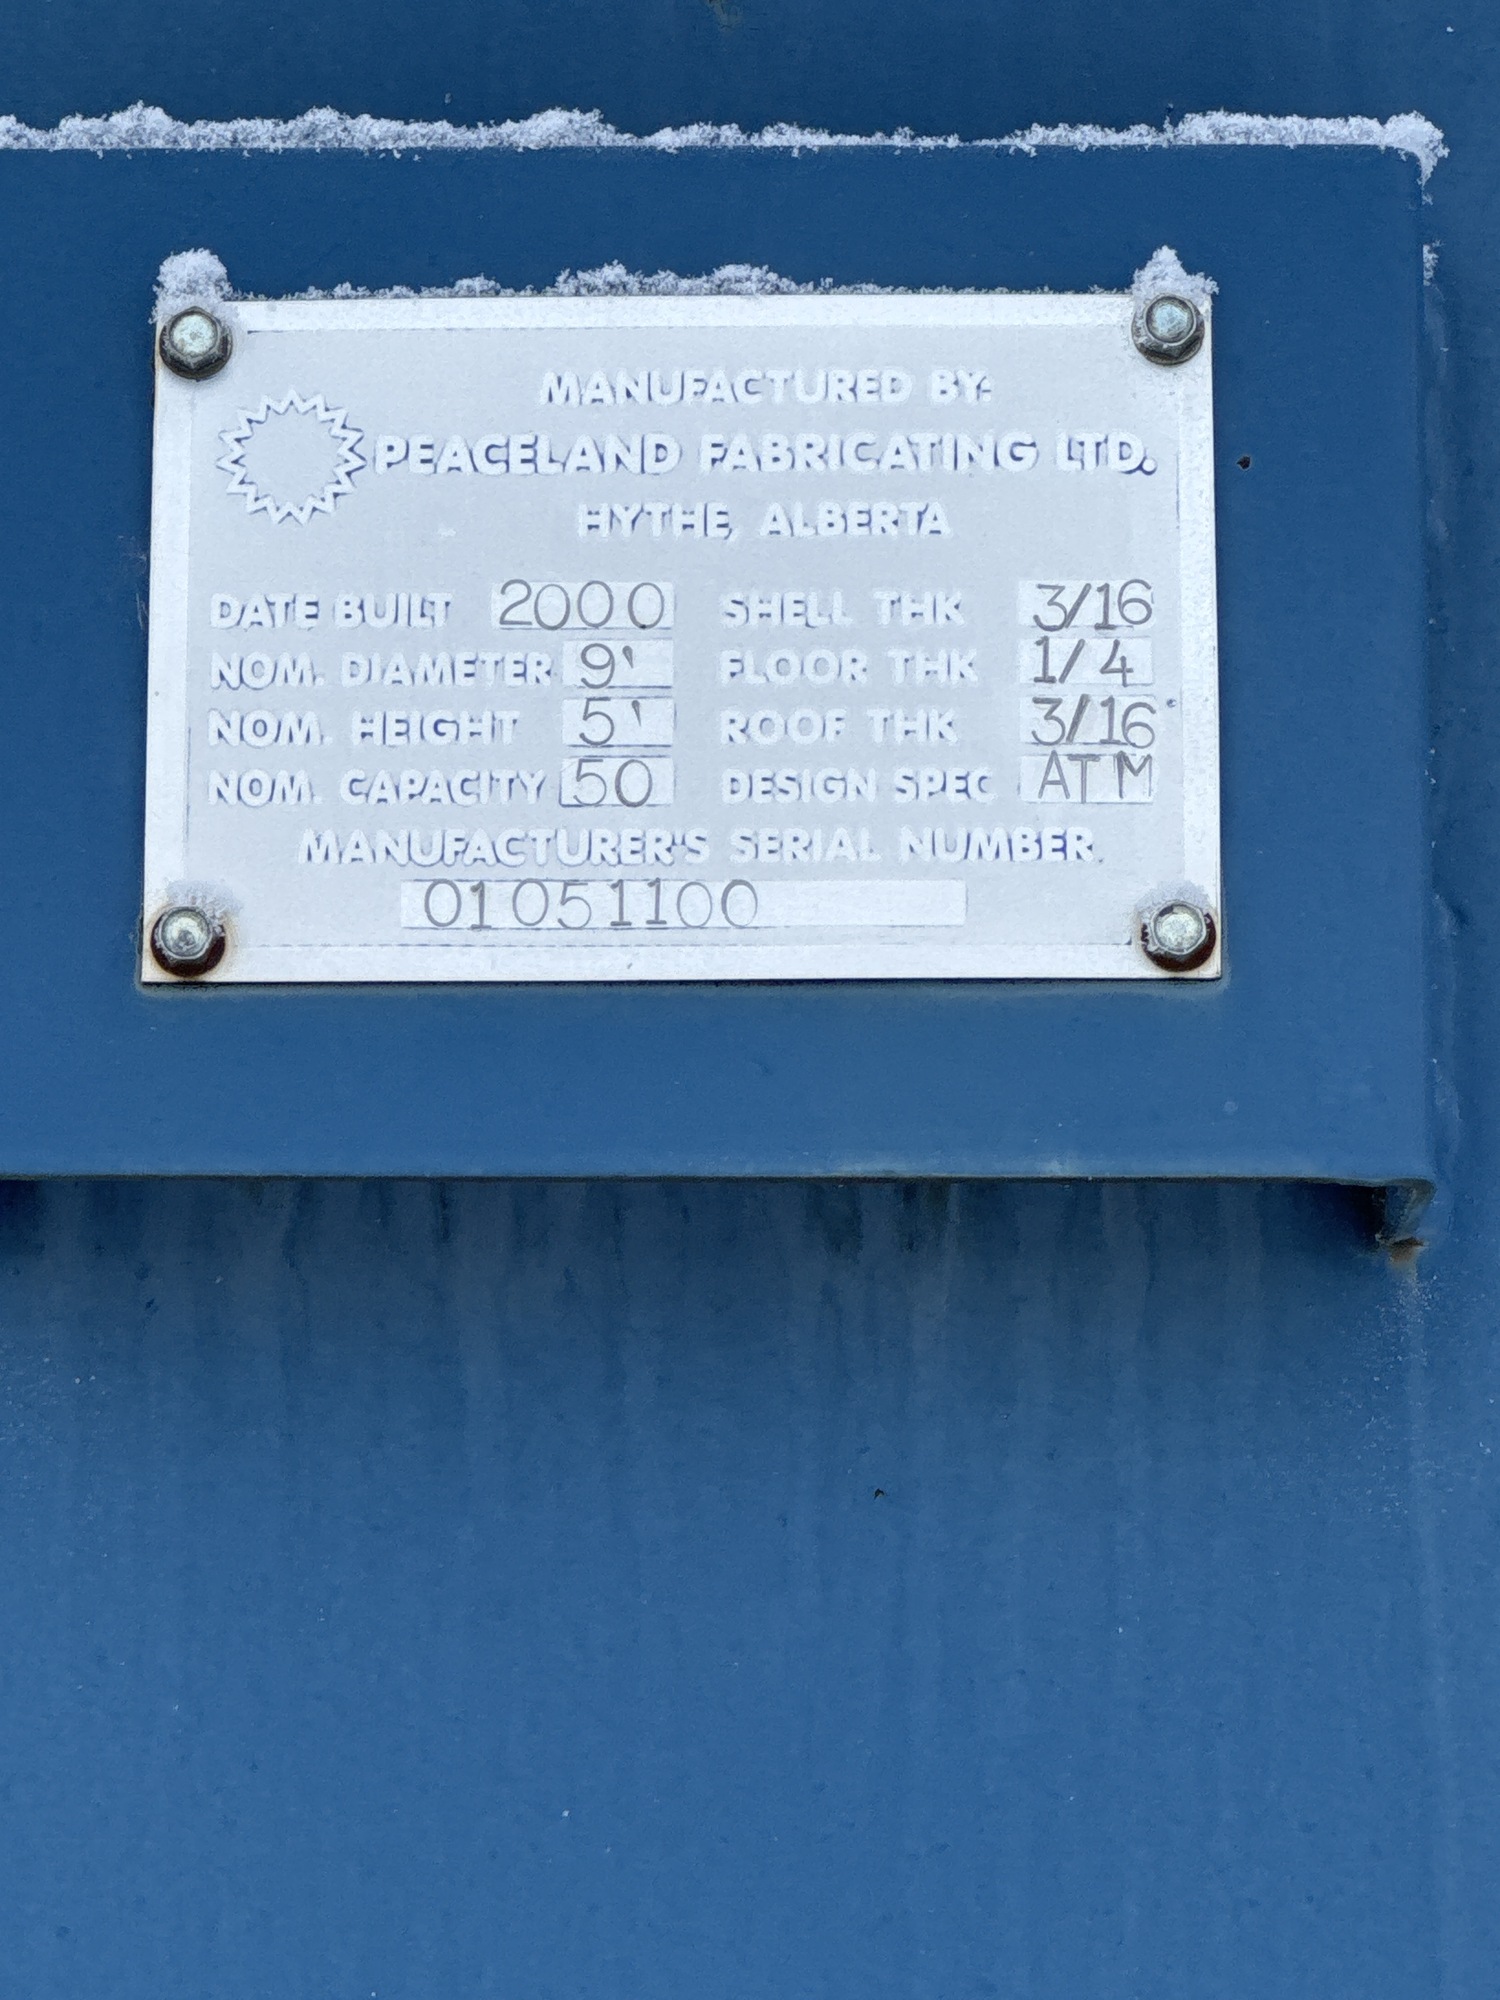 MANUFACTURED BY:
PEACELAND FABRICATING LTD.
HYTHE, ALBERTA
DATE BUILT 2000 SHELL THK 3/16
NOM. DIAMETER 9' FLOOR THK 1/4
NOM. HEIGHT 5' ROOF THK 3/16
NOM. CAPACITY 50 DESIGN SPEC ATM
MANUFACTURER'S SERIAL NUMBER
01051100